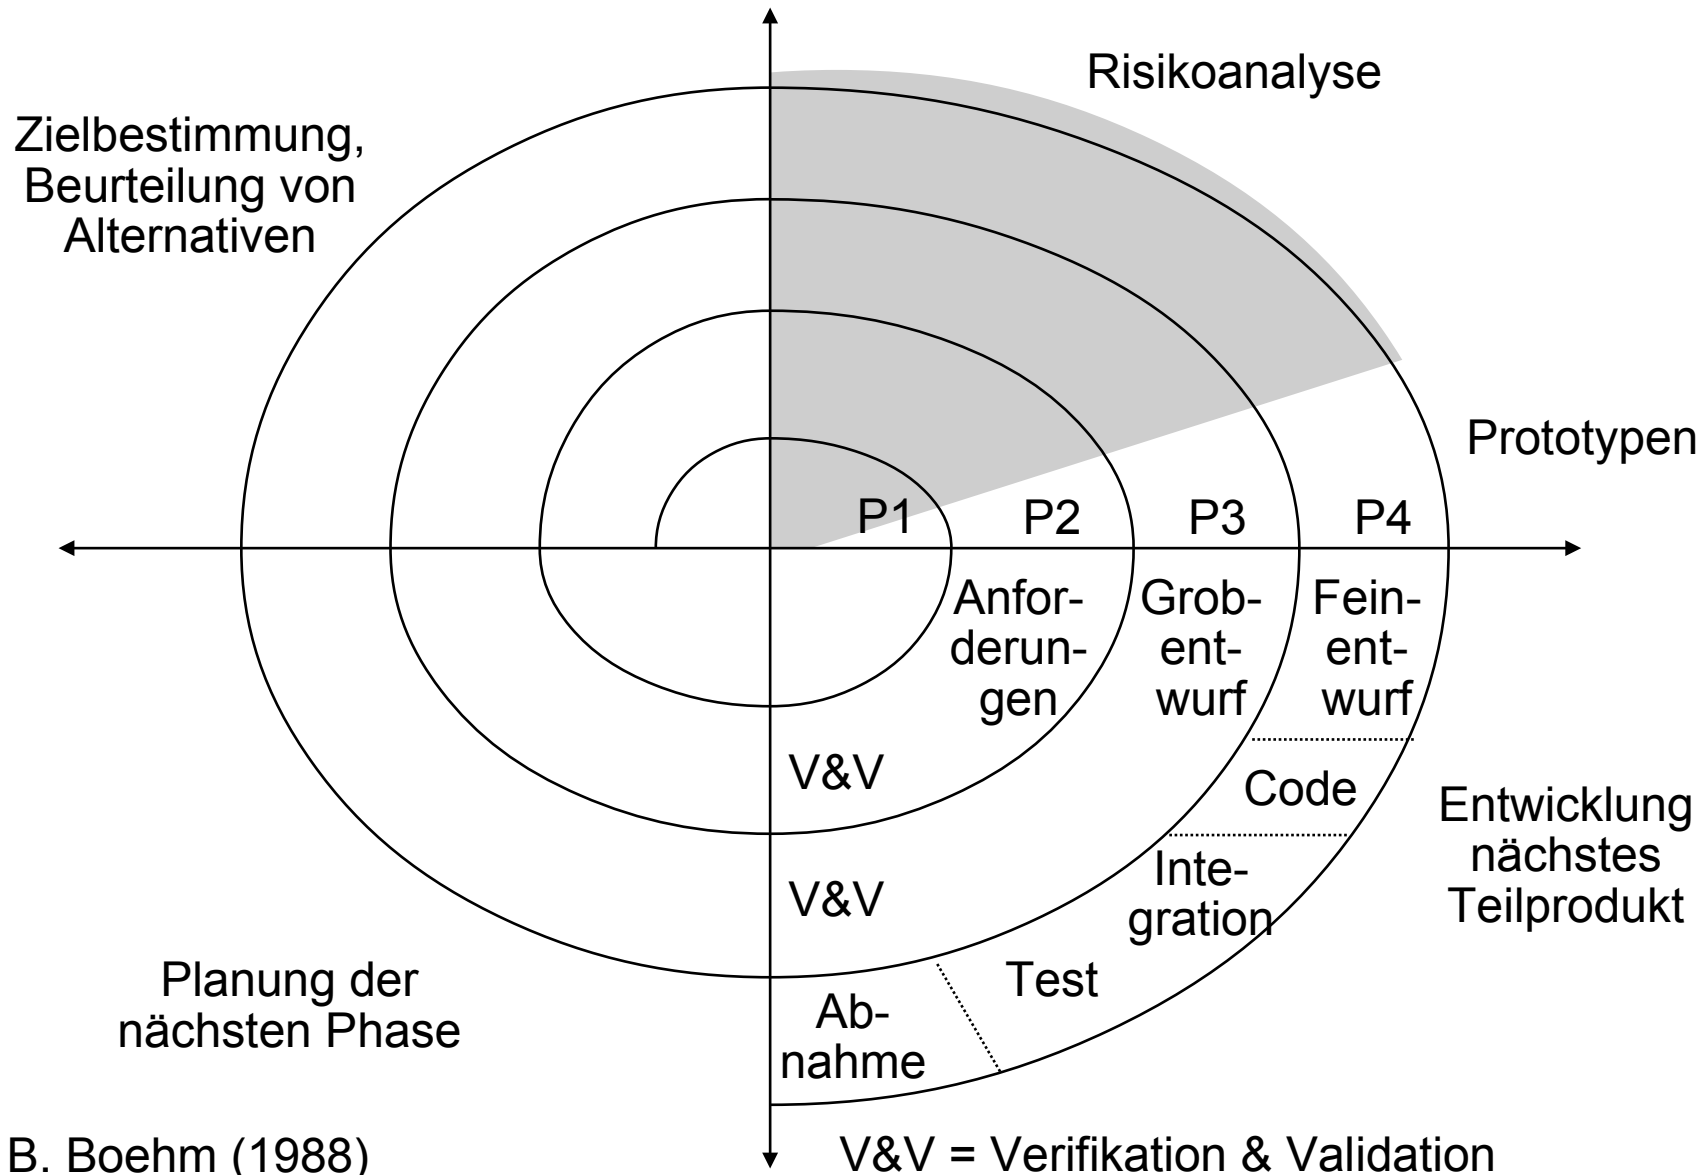 Risikoanalyse
Zielbestimmung,
Beurteilung von
Alternativen
Prototypen
P1
P2
P3
P4
Anfor-
derun-
gen
Grob-
ent-
wurf
Fein-
ent-
wurf
V&V
Code
Entwicklung
nächstes
Teilprodukt
V&V
Inte-
gration
Test
Planung der
nächsten Phase
Ab-
nahme
B. Boehm (1988)
V&V = Verifikation & Validation